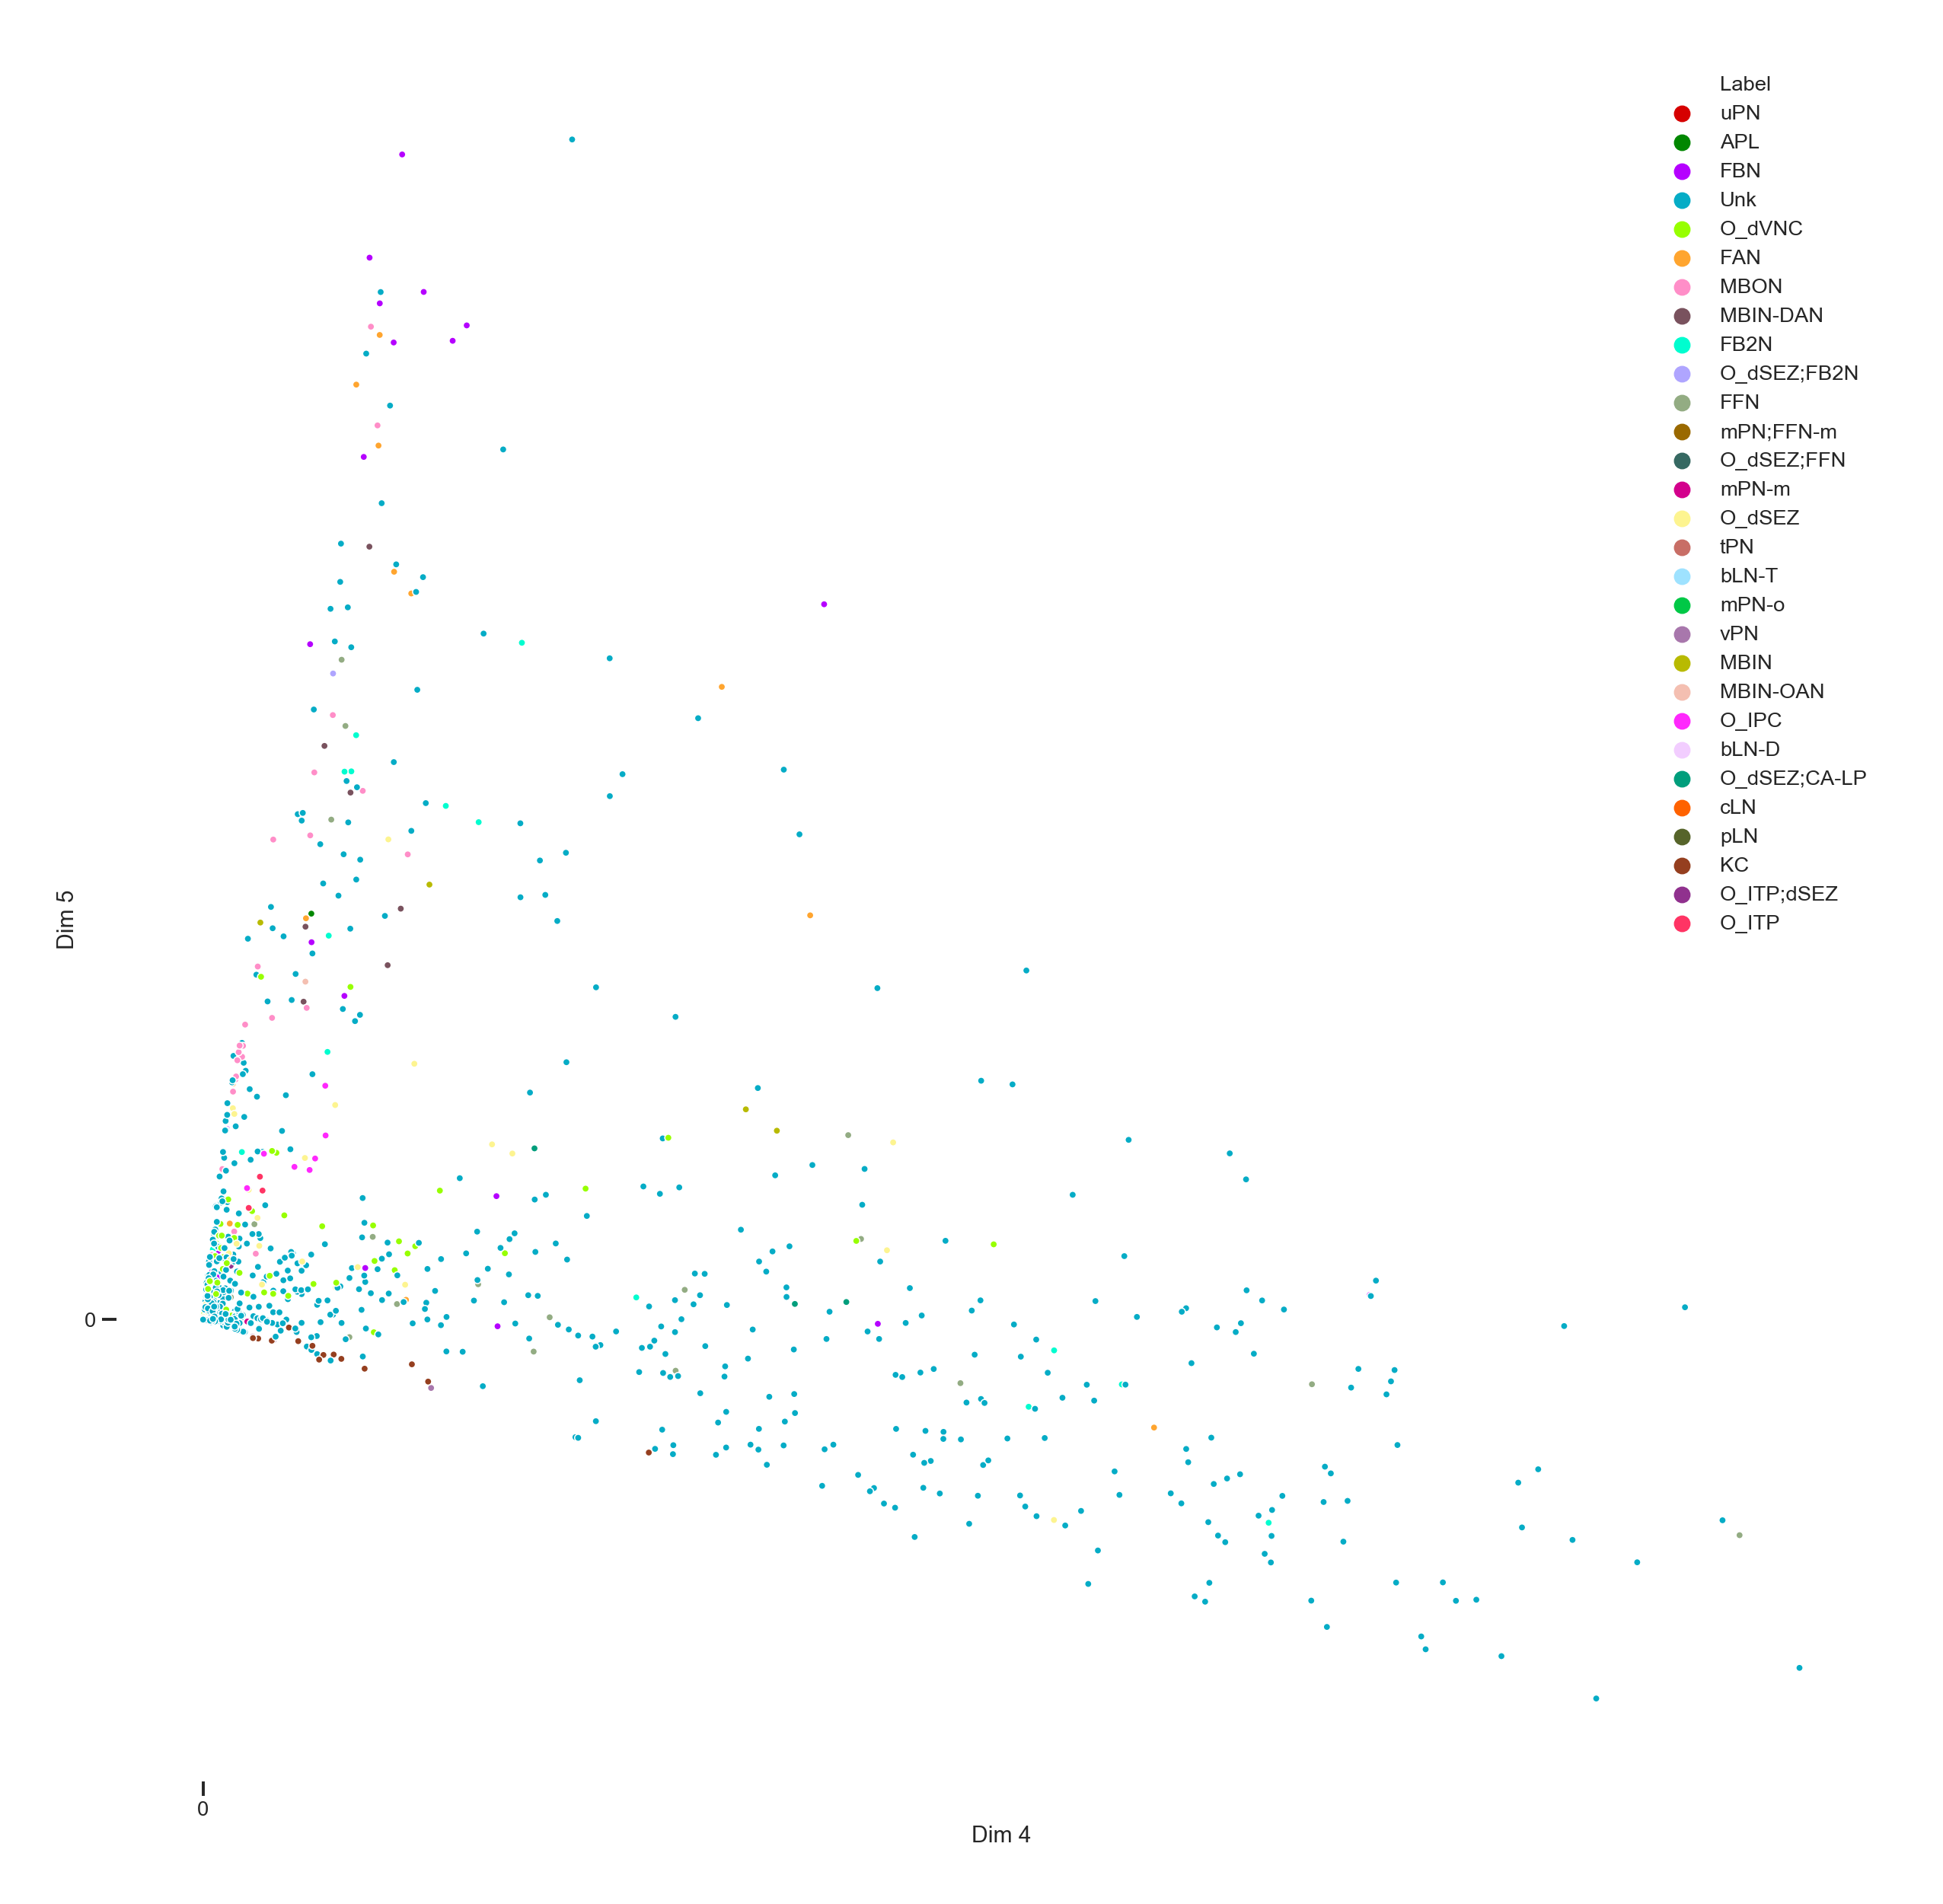 Label
uPN
APL
FBN
Unk
O_dVNC
FAN
MBON
MBIN-DAN
FB2N
O_dSEZ;FB2N
FFN
mPN;FFN-m
O_dSEZ;FFN
mPN-m
O_dSEZ
tPN
bLN-T
mPN-o
vPN
MBIN
MBIN-OAN
O_IPC
bLN-D
O_dSEZ;CA-LP
cLN
pLN
KC
O_ITP;dSEZ
O_ITP
Dim 5
0
0
Dim 4